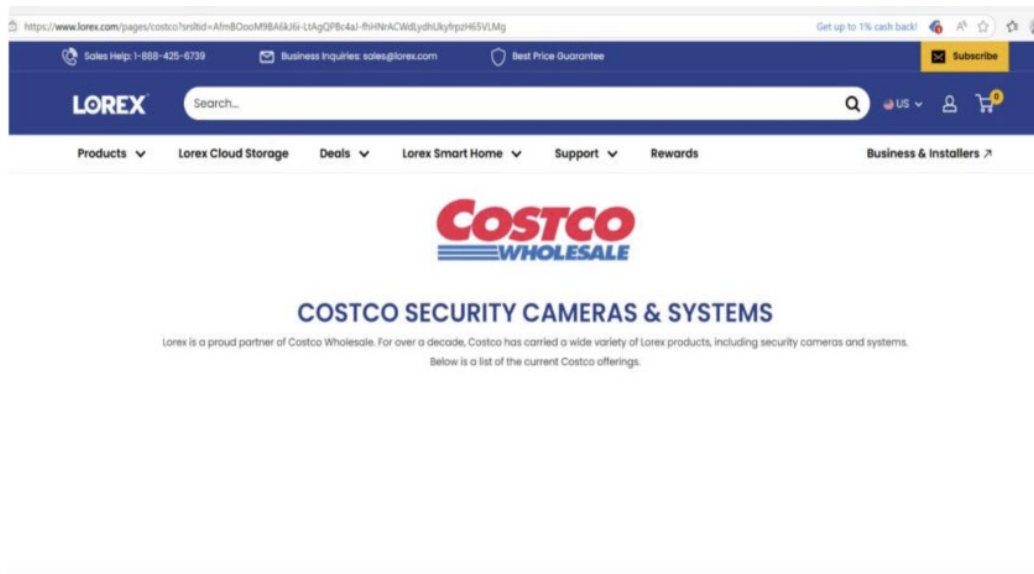 https://www.lorex.com/pages/costco?srsltid=
Get up to 1% cash back!
Sales Help: 1-888-425-6739 Business Inquiries: sales@lorex.com Best Price Guarantee Subscribe
LOREX Search... US 0
Products Lorex Cloud Storage Deals Lorex Smart Home Support Rewards Business & Installers
COSTCO
WHOLESALE
COSTCO SECURITY CAMERAS & SYSTEMS
Lorex is a proud partner of Costco Wholesale. For over a decade, Costco has carried a wide variety of Lorex products, including security cameras and systems.
Below is a list of the current Costco offerings.